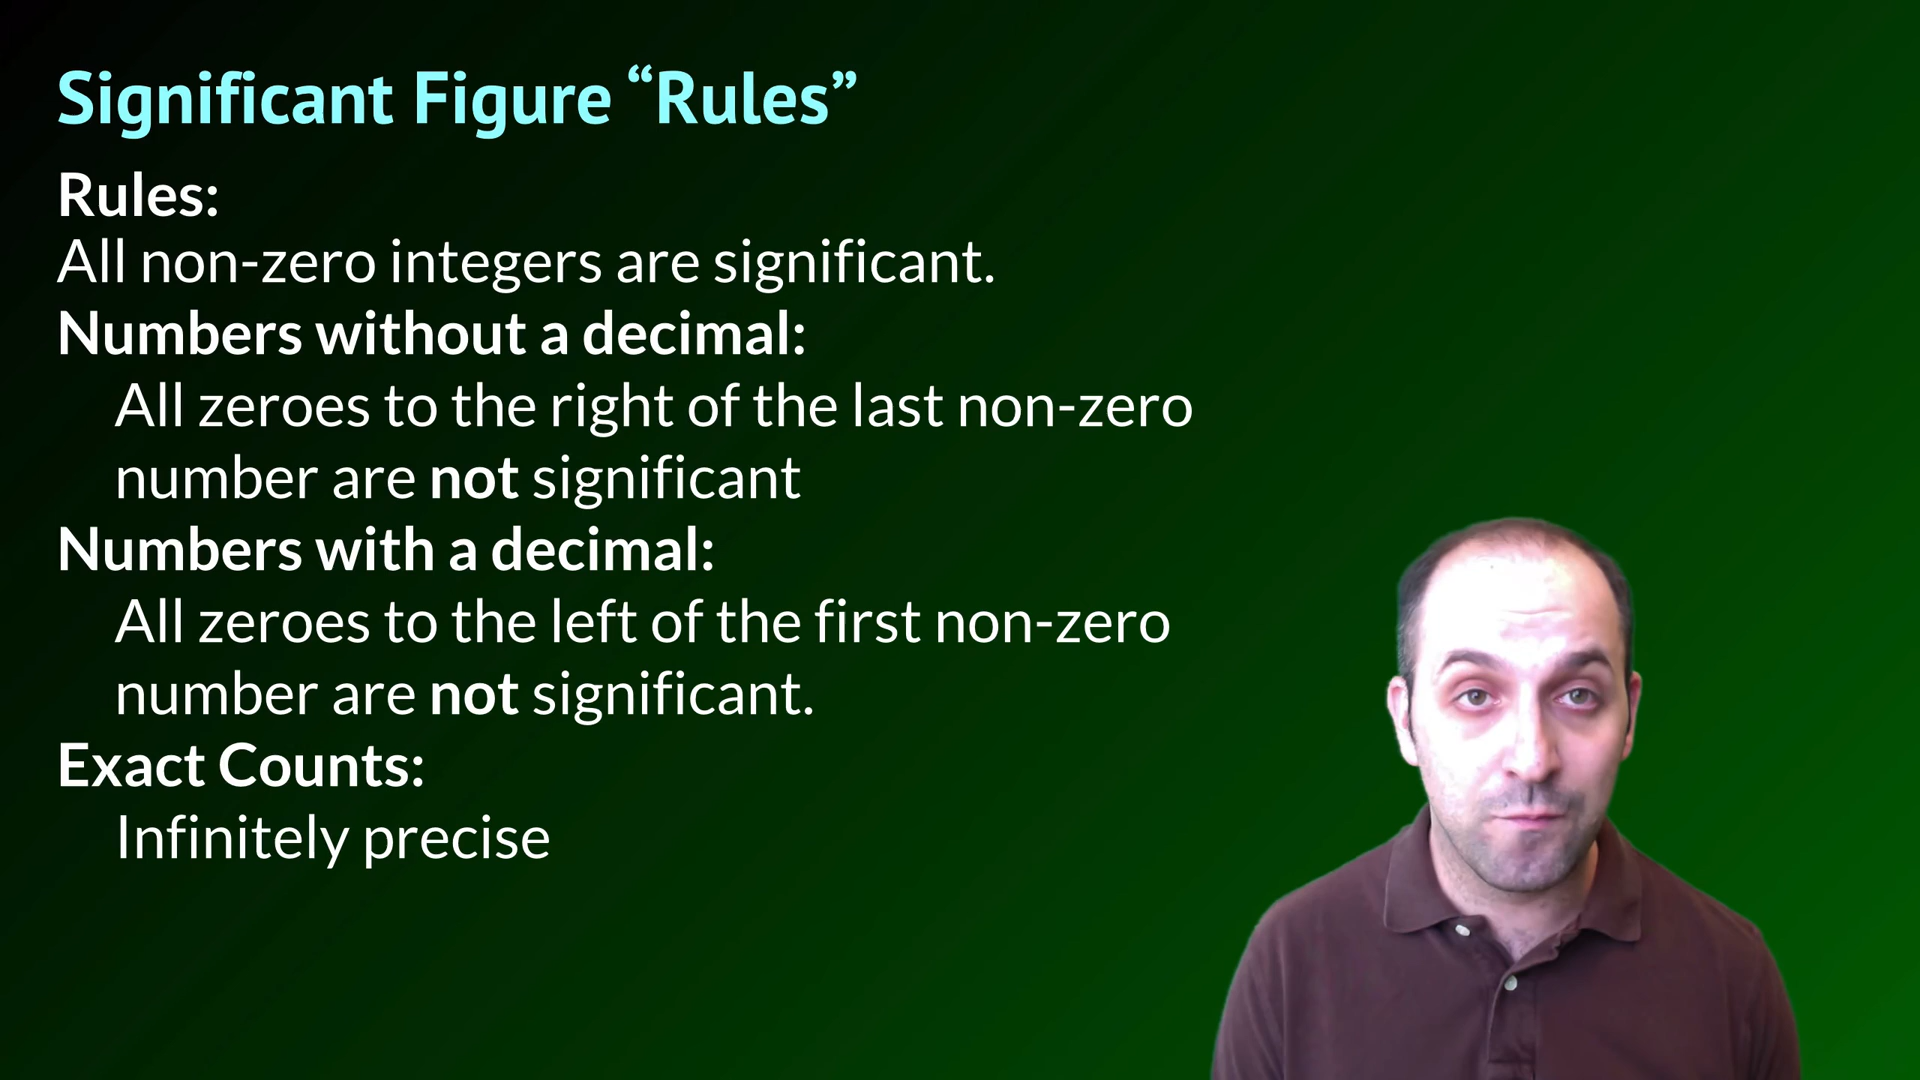 Significant Figure “Rules”
Rules:
All non-zero integers are significant.
Numbers without a decimal:
All zeroes to the right of the last non-zero
number are not significant
Numbers with a decimal:
All zeroes to the left of the first non-zero
number are not significant.
Exact Counts:
Infinitely precise